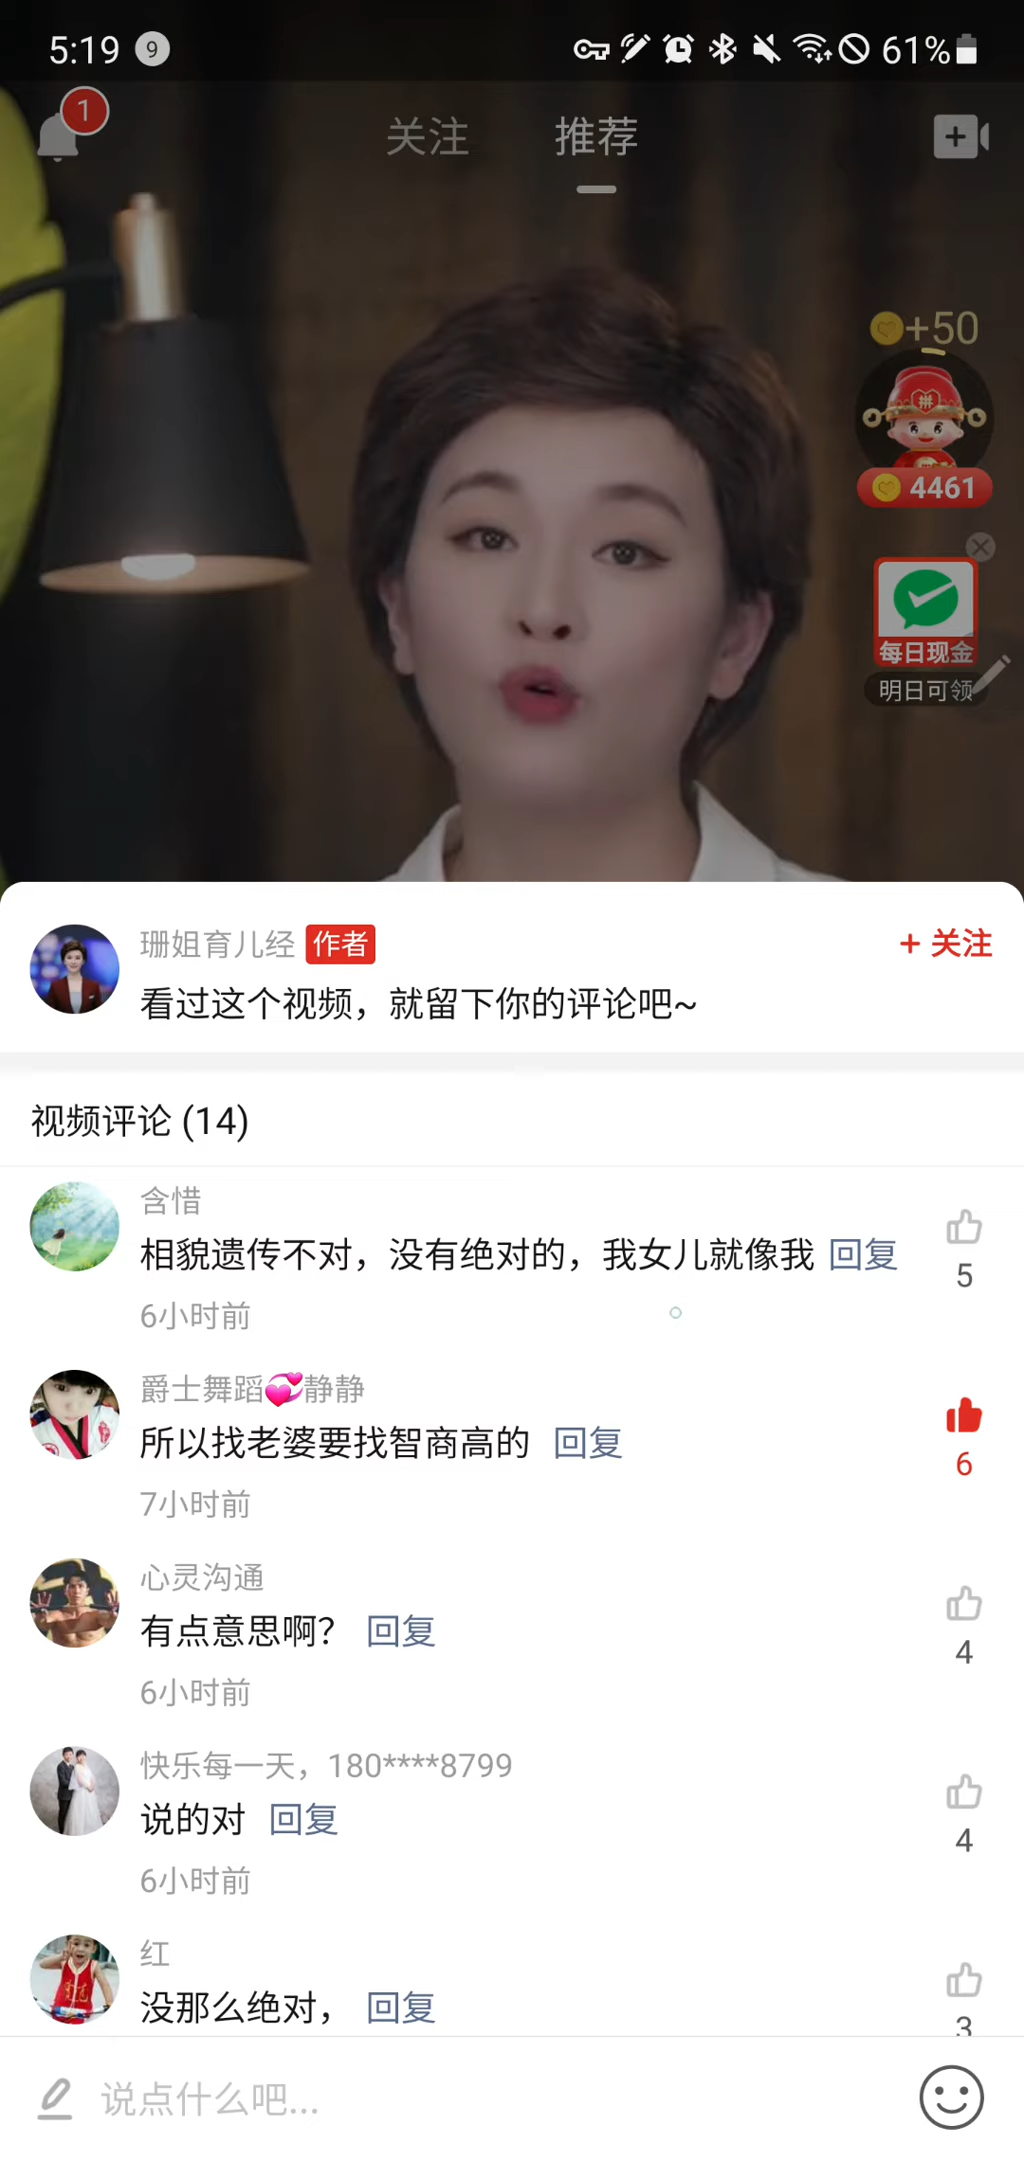 5:19 9 61%
1
关注 推荐
+50
拼
4461
每日现金
明日可领
珊姐育儿经 作者
+ 关注
看过这个视频，就留下你的评论吧~
视频评论 (14)
含惜
相貌遗传不对，没有绝对的，我女儿就像我 回复
5
6小时前
爵士舞蹈💞静静
所以找老婆要找智商高的 回复
6
7小时前
心灵沟通
有点意思啊？ 回复
4
6小时前
快乐每一天，180****8799
说的对 回复
4
6小时前
红
没那么绝对， 回复
3
说点什么吧...